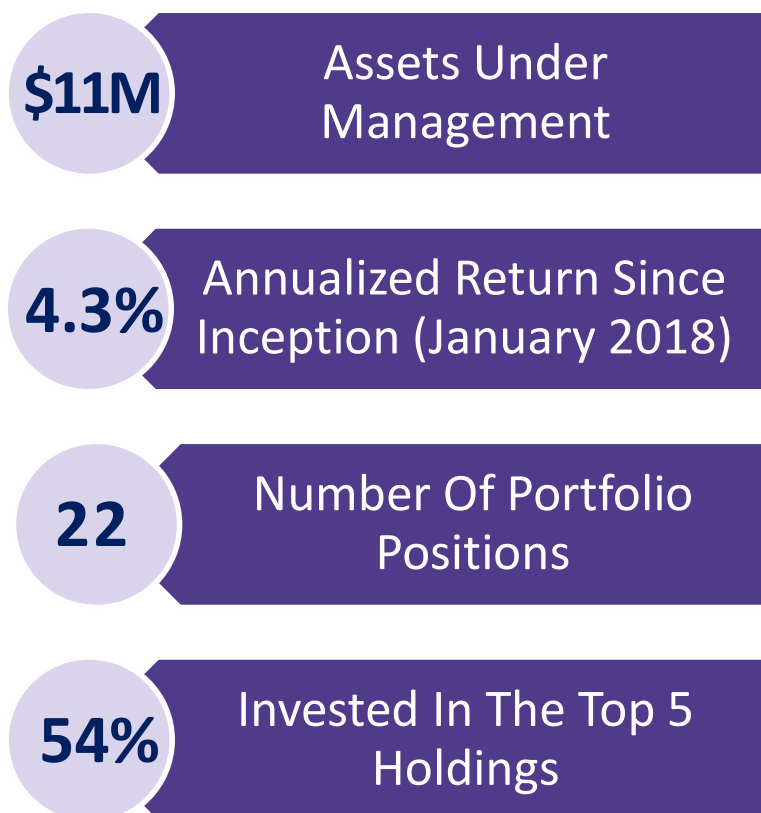 $11M
Assets Under
Management
4.3%
Annualized Return Since
Inception (January 2018)
22
Number Of Portfolio
Positions
54%
Invested In The Top 5
Holdings